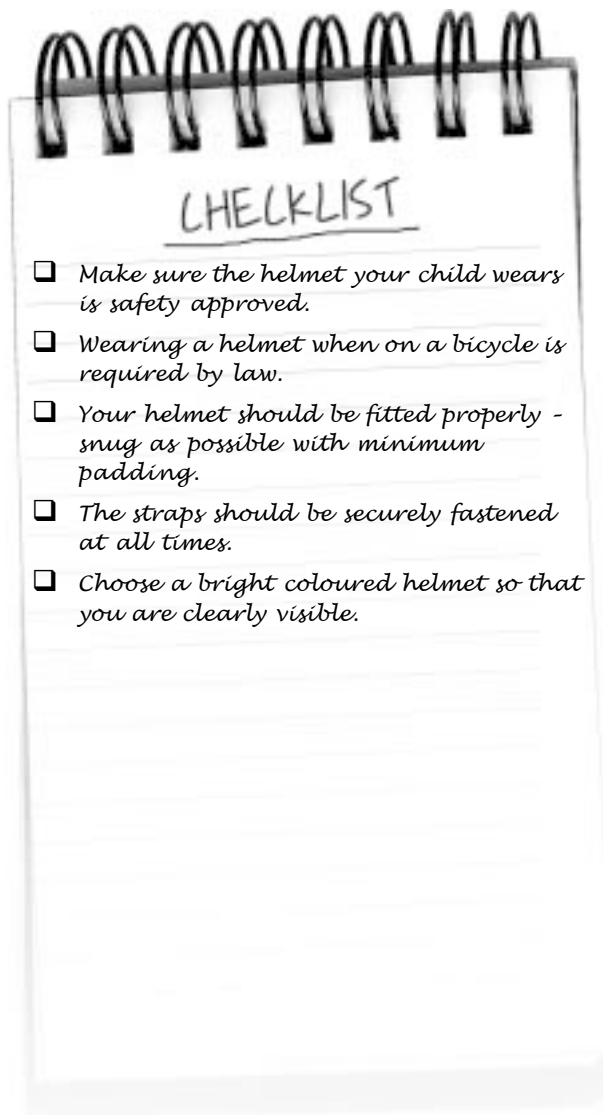 CHECKLIST
❑ Make sure the helmet your child wears
is safety approved.
❑ Wearing a helmet when on a bicycle is
required by law.
❑ Your helmet should be fitted properly –
snug as possible with minimum
padding.
❑ The straps should be securely fastened
at all times.
❑ Choose a bright coloured helmet so that
you are clearly visible.